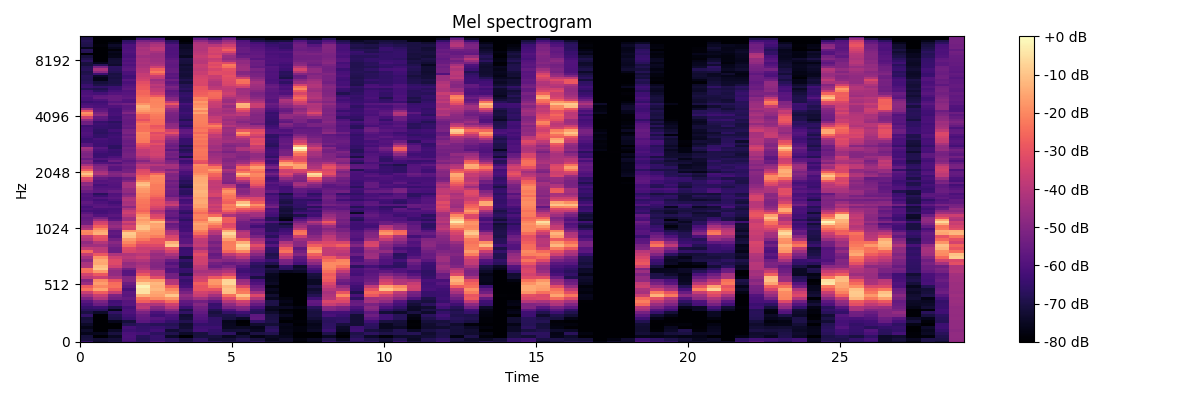 Mel spectrogram
Hz
8192
4096
2048
1024
512
0
0 5 10 15 20 25
Time
+0 dB
-10 dB
-20 dB
-30 dB
-40 dB
-50 dB
-60 dB
-70 dB
-80 dB